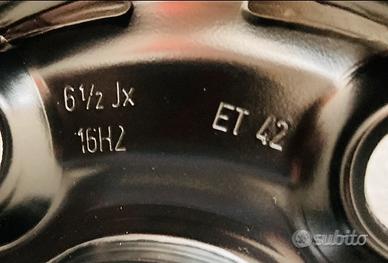 6½ Jx
16H2
ET 42
subito